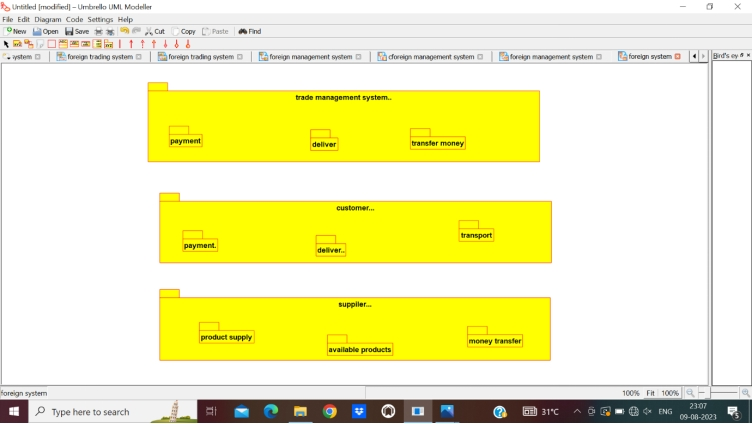 Untitled [modified] – Umbrello UML Modeller
File Edit Diagram Code Settings Help
New Open Save Cut Copy Paste Find
system foreign trading system foreign trading system foreign management system cforeign management system foreign management system foreign system Bird's ey
trade management system..
payment
deliver
transfer money
customer...
payment.
deliver..
transport
suppiler...
product supply
available products
money transfer
foreign system 100% Fit 100%
Type here to search 31°C ENG 23:07
09-08-2023